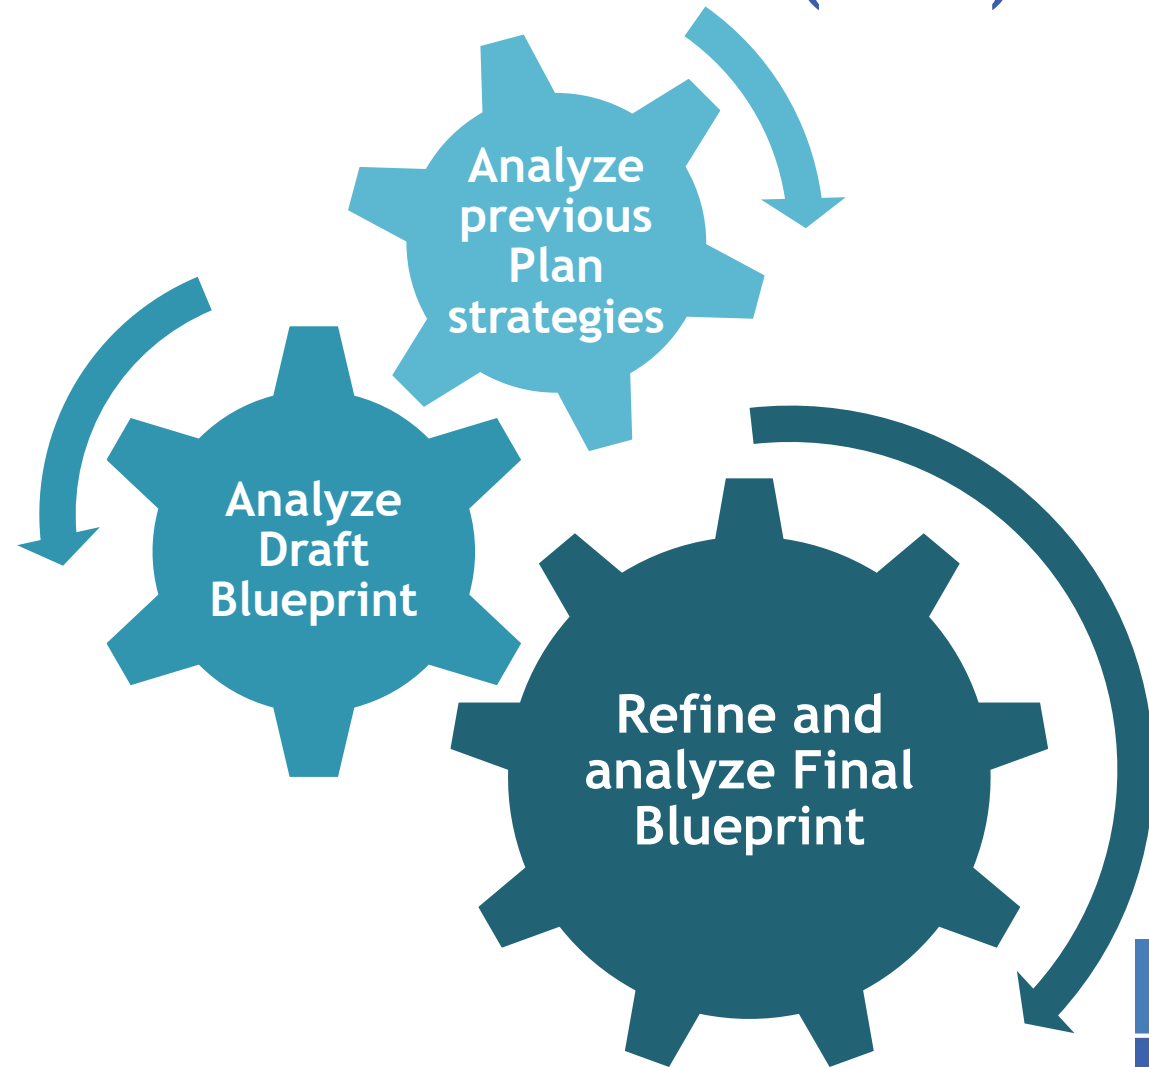 Analyze
previous
Plan
strategies
Analyze
Draft
Blueprint
Refine and
analyze Final
Blueprint